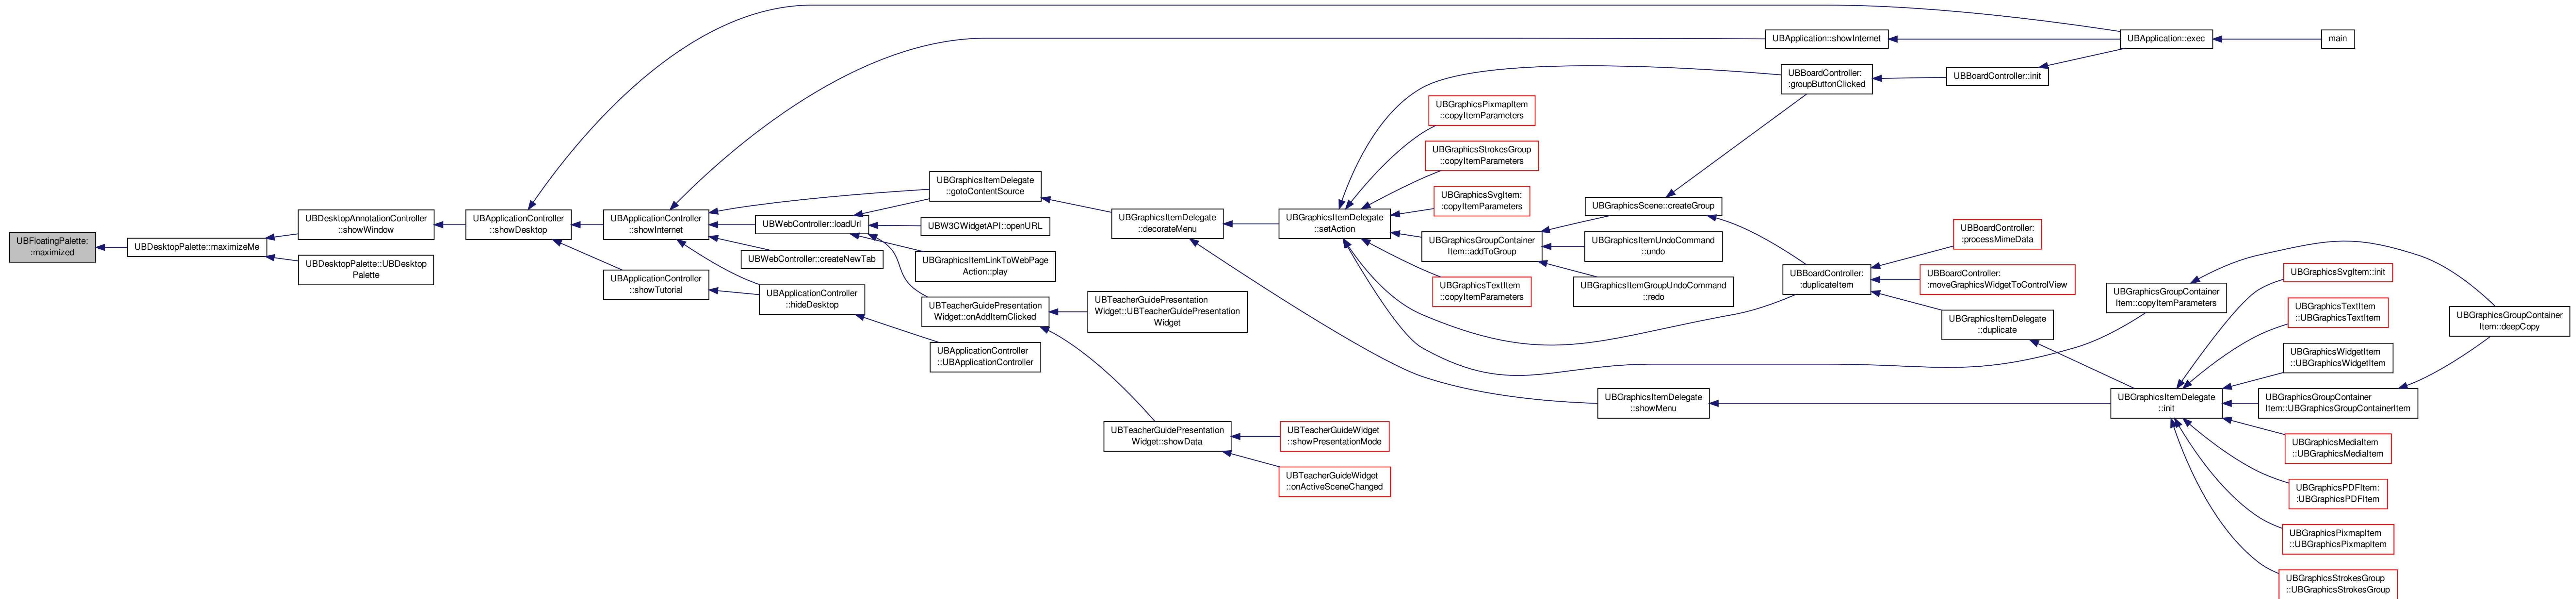 UBFloatingPalette:
:maximized
UBDesktopPalette::maximizeMe
UBDesktopAnnotationController
::showWindow
UBDesktopPalette::UBDesktop
Palette
UBApplicationController
::showDesktop
UBApplicationController
::showInternet
UBApplicationController
::showTutorial
UBWebController::loadUrl
UBWebController::createNewTab
UBApplicationController
::hideDesktop
UBGraphicsItemDelegate
::gotoContentSource
UBW3CWidgetAPI::openURL
UBGraphicsItemLinkToWebPage
Action::play
UBTeacherGuidePresentation
Widget::onAddItemClicked
UBApplicationController
::UBApplicationController
UBGraphicsItemDelegate
::decorateMenu
UBTeacherGuidePresentation
Widget::UBTeacherGuidePresentation
Widget
UBTeacherGuidePresentation
Widget::showData
UBGraphicsItemDelegate
::setAction
UBTeacherGuideWidget
::showPresentationMode
UBTeacherGuideWidget
::onActiveSceneChanged
UBGraphicsPixmapItem
::copyItemParameters
UBGraphicsStrokesGroup
::copyItemParameters
UBGraphicsSvgItem:
:copyItemParameters
UBGraphicsGroupContainer
Item::addToGroup
UBGraphicsTextItem
::copyItemParameters
UBGraphicsScene::createGroup
UBGraphicsItemUndoCommand
::undo
UBGraphicsItemGroupUndoCommand
::redo
UBGraphicsItemDelegate
::showMenu
UBApplication::showInternet
UBBoardController:
:groupButtonClicked
UBBoardController:
:duplicateItem
UBBoardController::init
UBBoardController:
:processMimeData
UBBoardController:
:moveGraphicsWidgetToControlView
UBGraphicsItemDelegate
::duplicate
UBApplication::exec
main
UBGraphicsGroupContainer
Item::copyItemParameters
UBGraphicsItemDelegate
::init
UBGraphicsSvgItem::init
UBGraphicsTextItem
::UBGraphicsTextItem
UBGraphicsWidgetItem
::UBGraphicsWidgetItem
UBGraphicsGroupContainer
Item::UBGraphicsGroupContainerItem
UBGraphicsMediaItem
::UBGraphicsMediaItem
UBGraphicsPDFItem:
:UBGraphicsPDFItem
UBGraphicsPixmapItem
::UBGraphicsPixmapItem
UBGraphicsStrokesGroup
::UBGraphicsStrokesGroup
UBGraphicsGroupContainer
Item::deepCopy